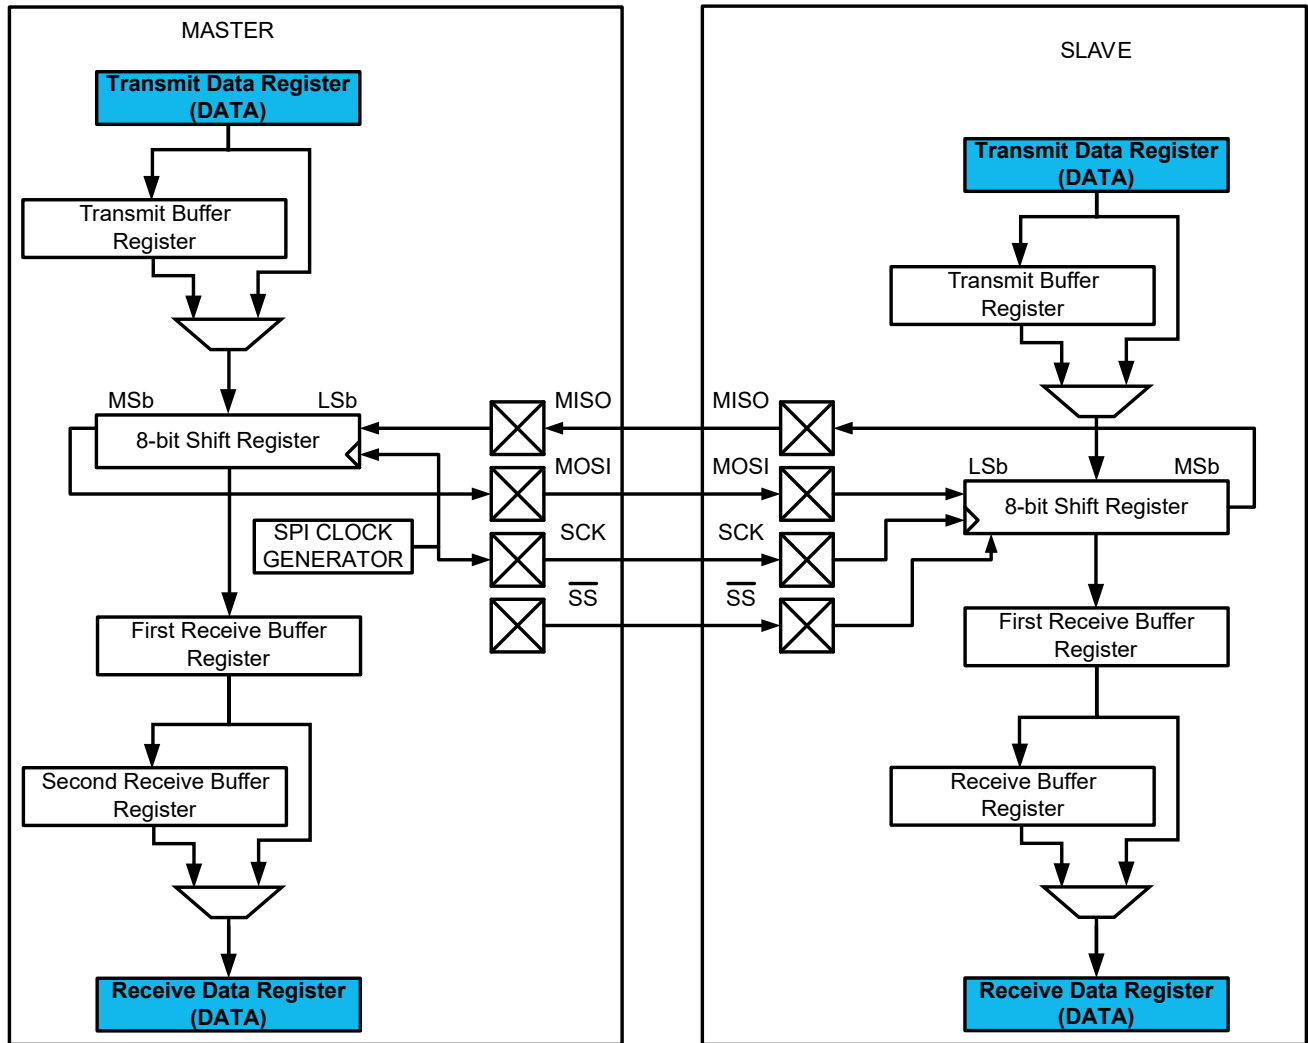 MASTER
Transmit Data Register
(DATA)
Transmit Buffer
Register
MSb
LSb
8-bit Shift Register
SPI CLOCK
GENERATOR
MISO
MOSI
SCK
SS
First Receive Buffer
Register
Second Receive Buffer
Register
Receive Data Register
(DATA)
SLAVE
Transmit Data Register
(DATA)
Transmit Buffer
Register
MISO
MOSI
SCK
SS
LSb
MSb
8-bit Shift Register
First Receive Buffer
Register
Receive Buffer
Register
Receive Data Register
(DATA)